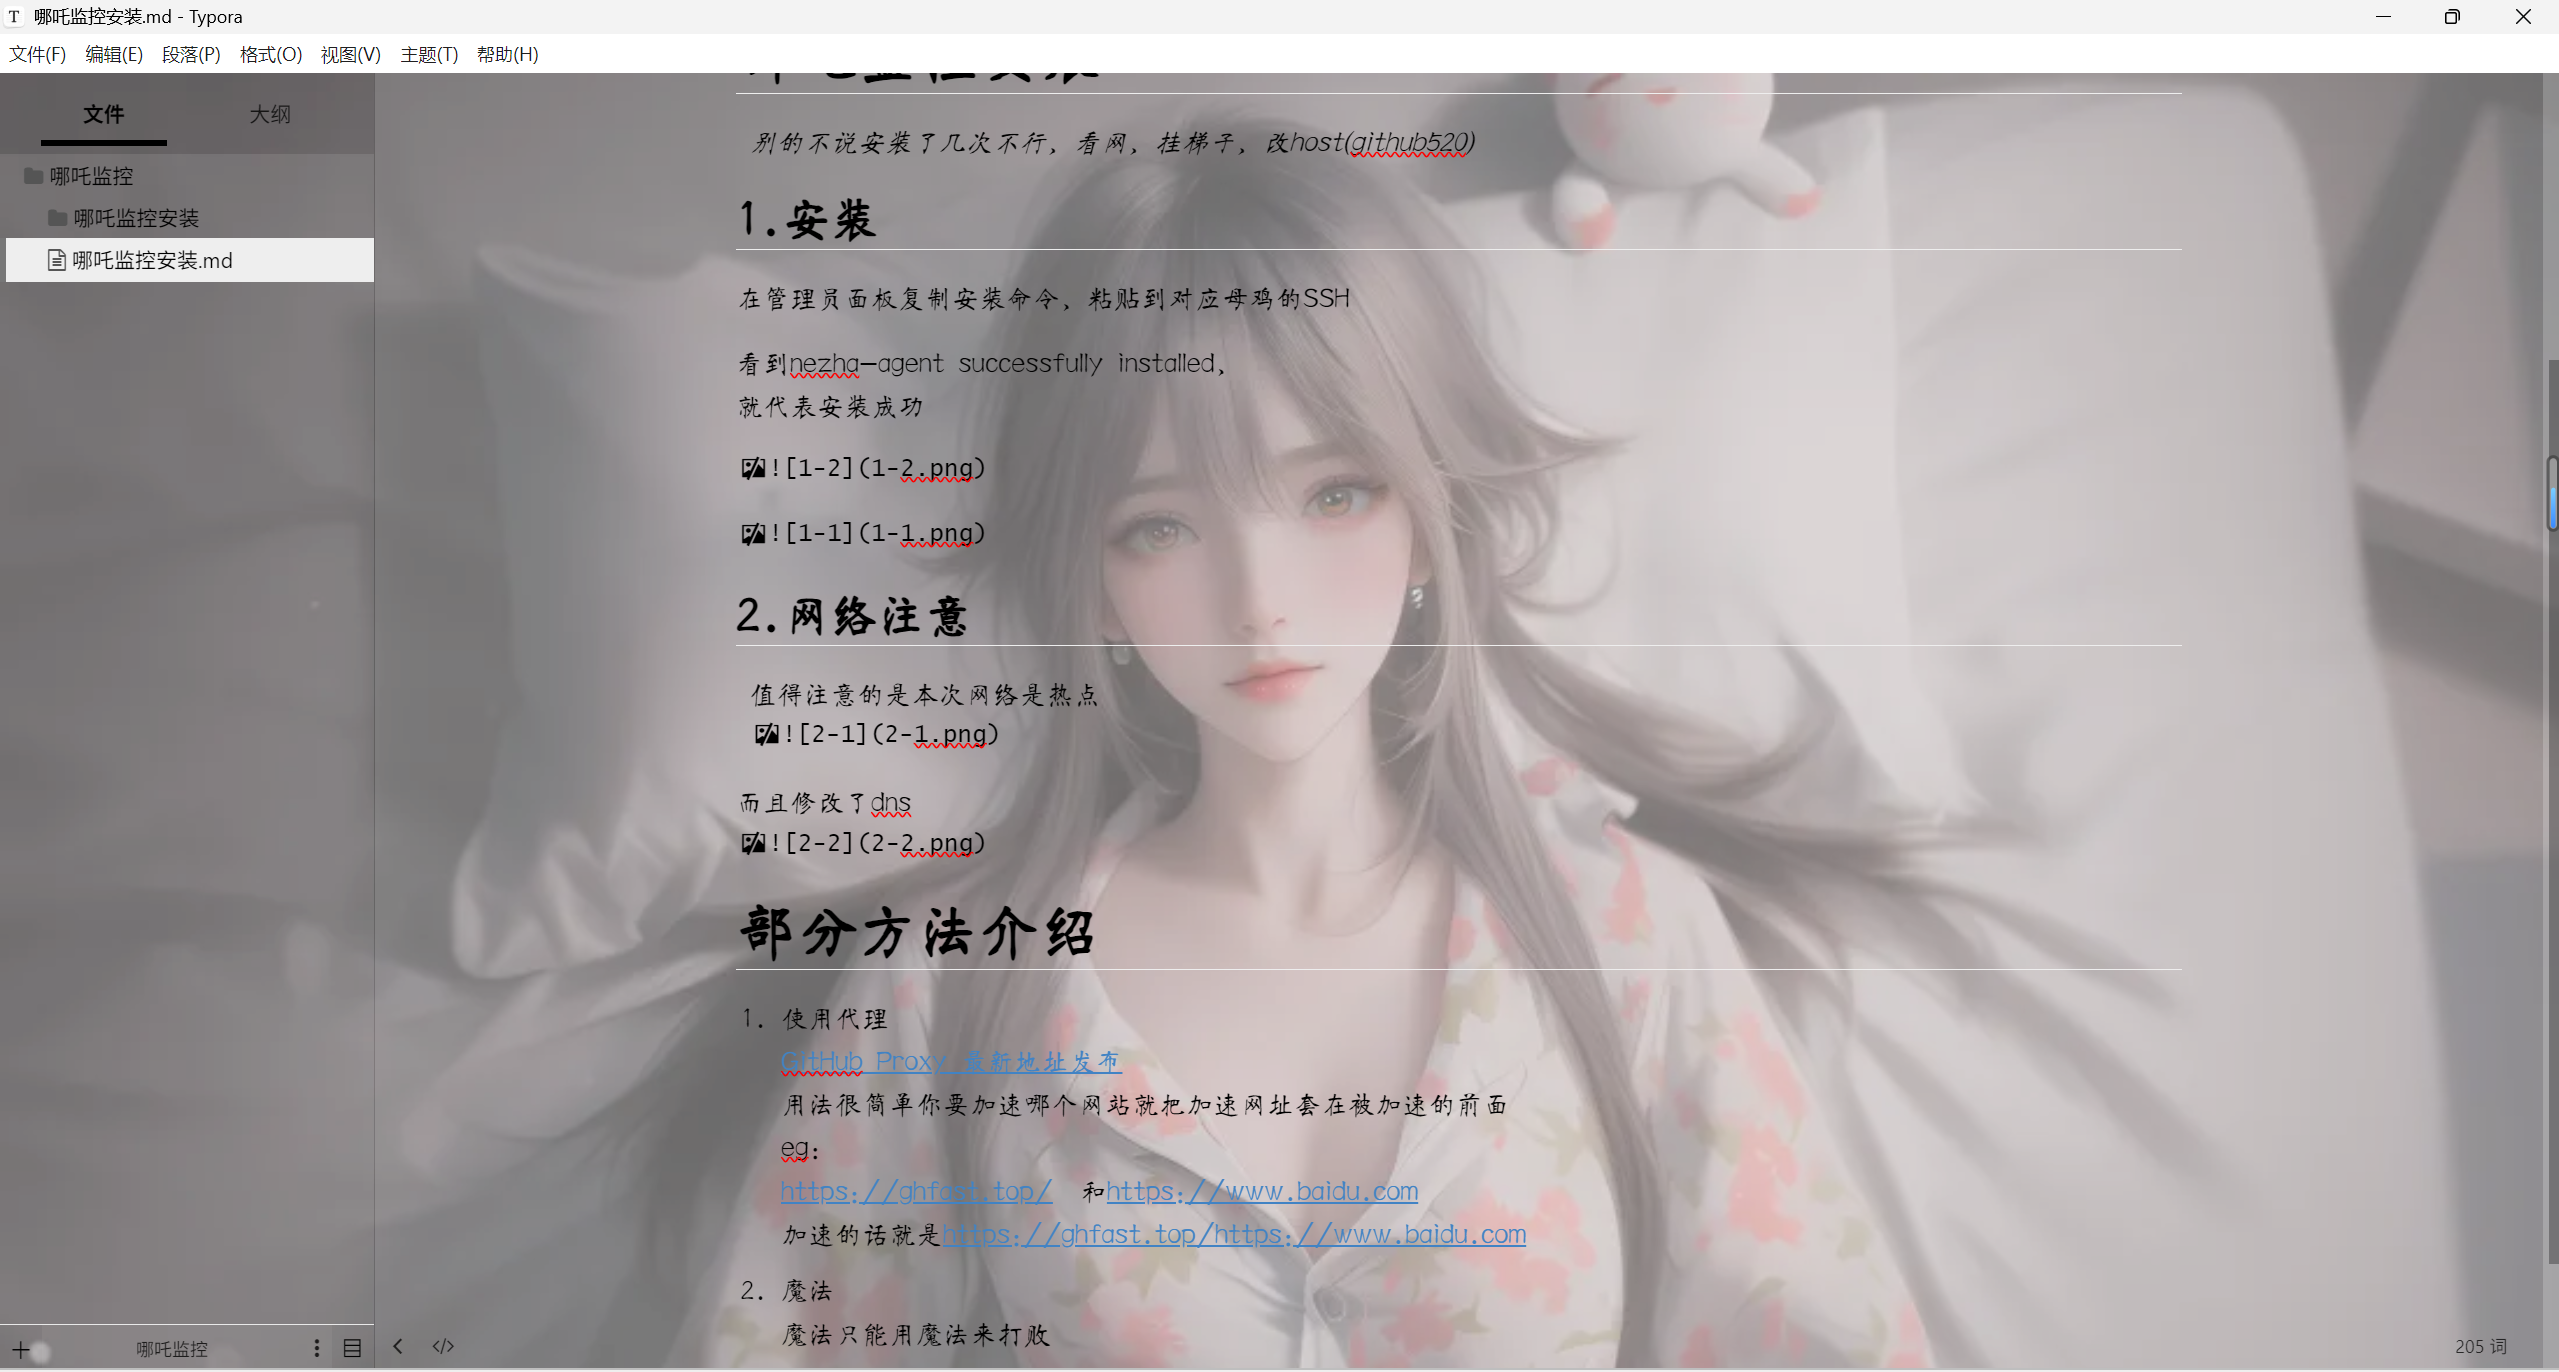 T 哪吒监控安装.md - Typora
文件(F) 编辑(E) 段落(P) 格式(O) 视图(V) 主题(T) 帮助(H)
文件 大纲
哪吒监控
哪吒监控安装
哪吒监控安装.md
哪吒监控安装
别的不说安装了几次不行，看网，挂梯子，改host(github520)
1.安装
在管理员面板复制安装命令，粘贴到对应母鸡的SSH
看到nezha-agent successfully installed，
就代表安装成功
![1-2](1-2.png)
![1-1](1-1.png)
2.网络注意
值得注意的是本次网络是热点
![2-1](2-1.png)
而且修改了dns
![2-2](2-2.png)
部分方法介绍
1. 使用代理
GitHub Proxy 最新地址发布
用法很简单你要加速哪个网站就把加速网址套在被加速的前面
eg:
https://ghfast.top/ 和https://www.baidu.com
加速的话就是https://ghfast.top/https://www.baidu.com
2. 魔法
魔法只能用魔法来打败
哪吒监控
205 词